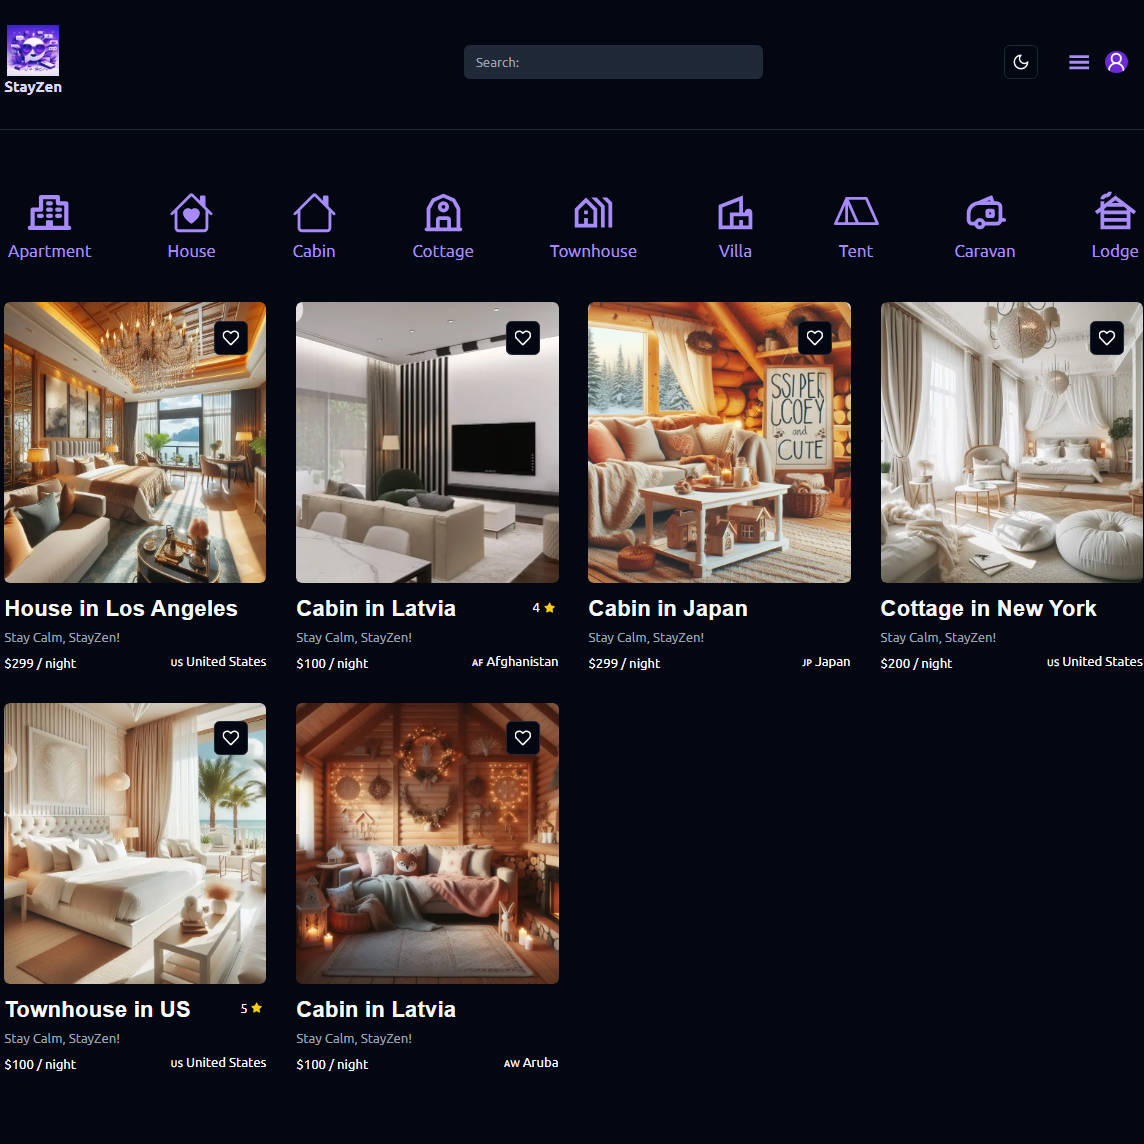 StayZen
Search:
Apartment
House
Cabin
Cottage
Townhouse
Villa
Tent
Caravan
Lodge
SSIPER
LCOEY
and
CUTE
House in Los Angeles
Stay Calm, StayZen!
$299 / night
US United States
Cabin in Latvia
4
Stay Calm, StayZen!
$100 / night
AF Afghanistan
Cabin in Japan
Stay Calm, StayZen!
$299 / night
JP Japan
Cottage in New York
Stay Calm, StayZen!
$200 / night
US United States
Townhouse in US
5
Stay Calm, StayZen!
$100 / night
US United States
Cabin in Latvia
Stay Calm, StayZen!
$100 / night
AW Aruba